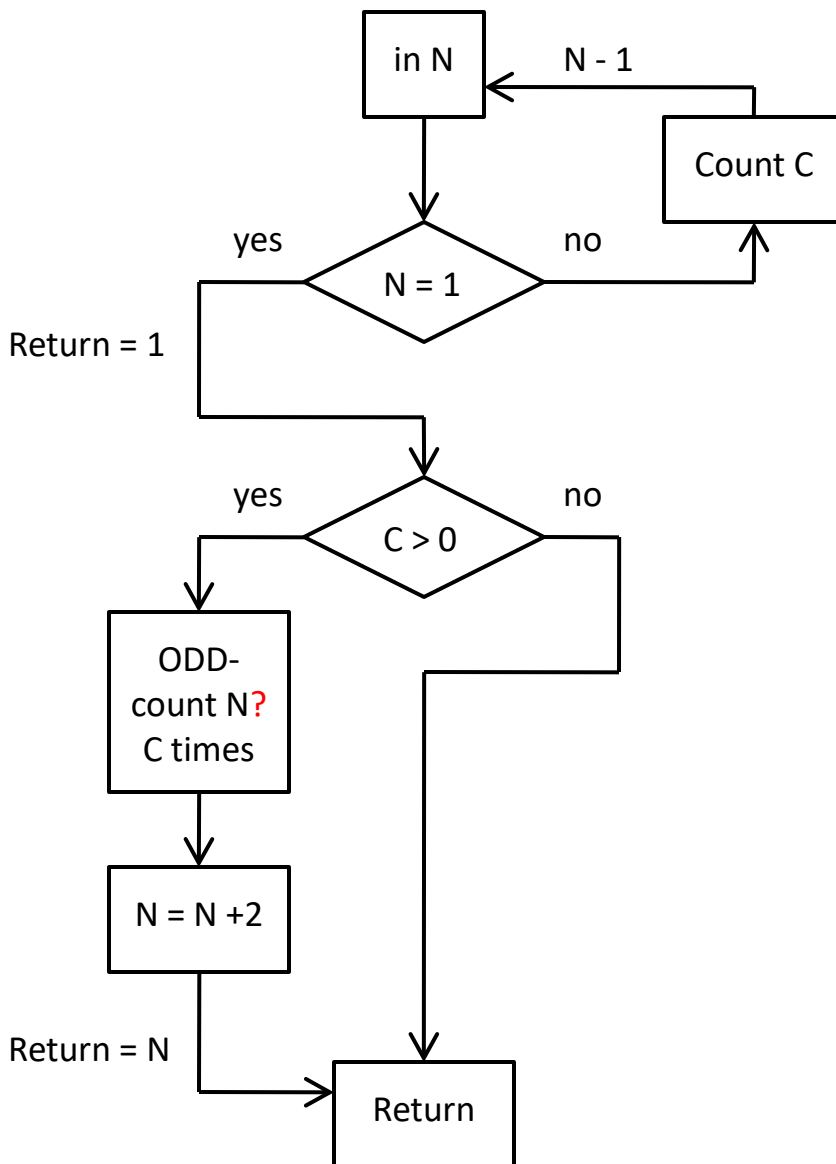 in N
N - 1
Count C
yes
no
N = 1
Return = 1
yes
no
C > 0
ODD-
count N?
C times
N = N +2
Return = N
Return